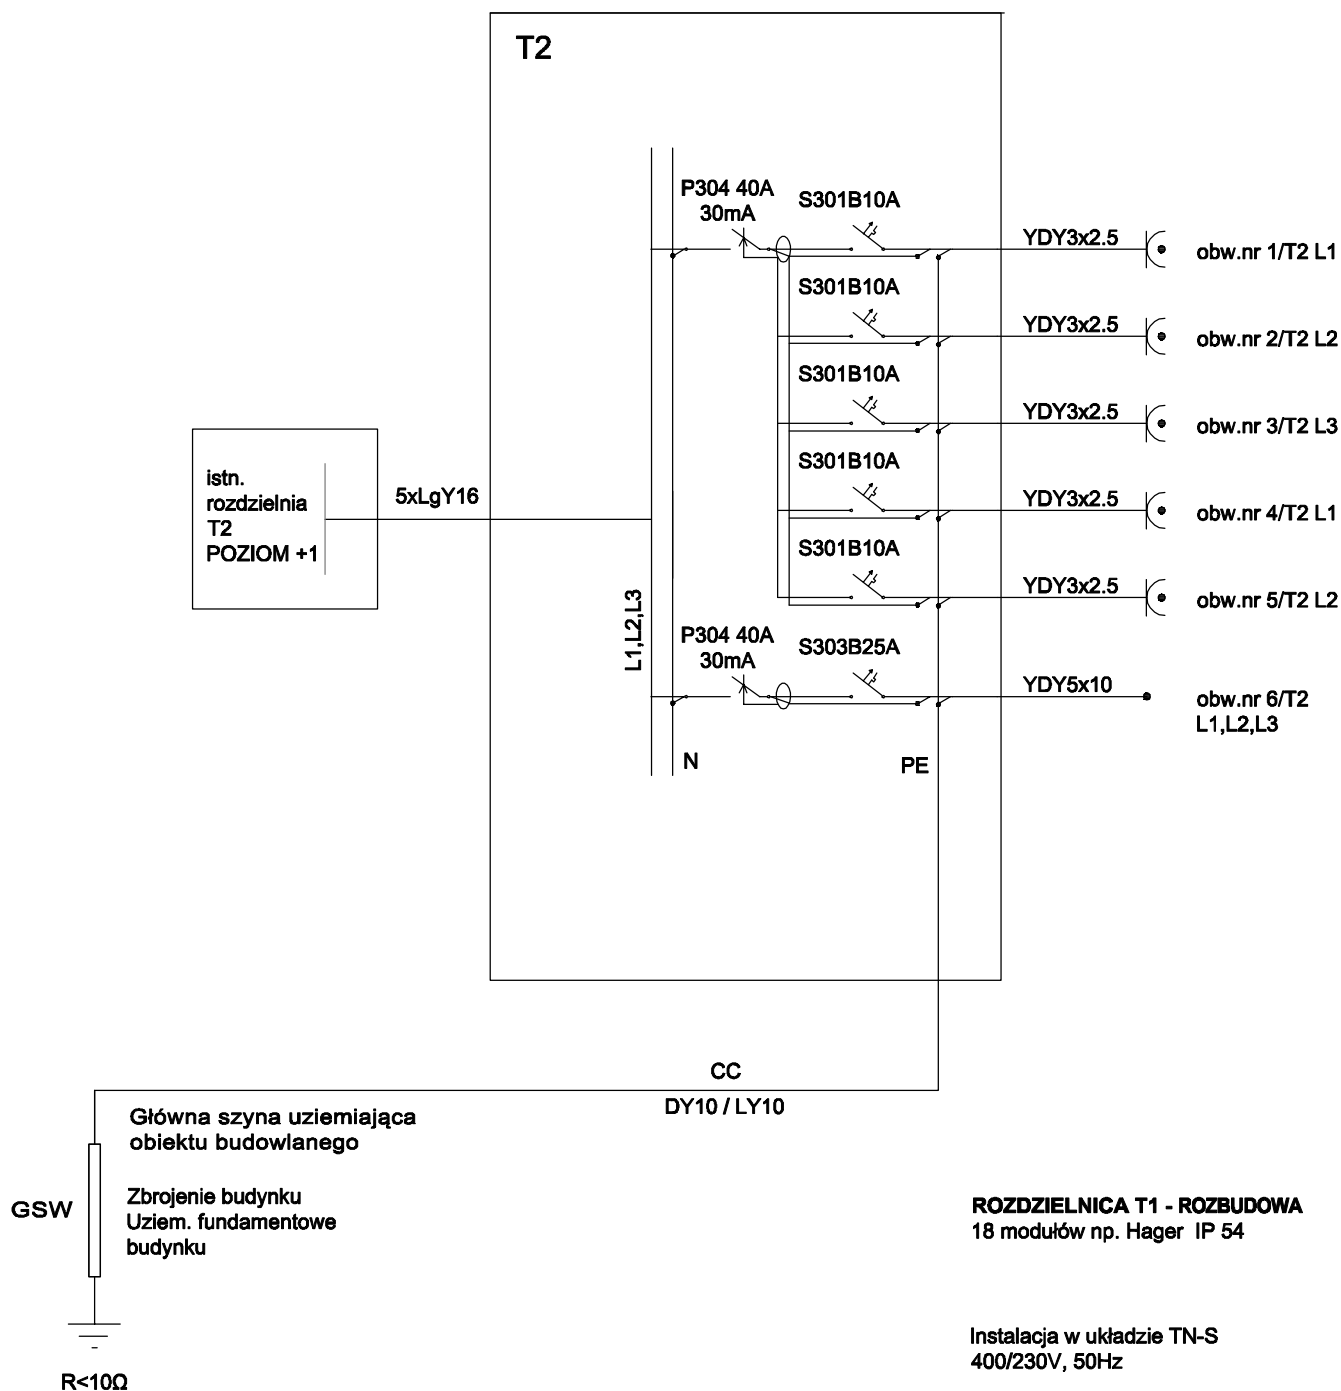 T2
P304 40A
30mA
S301B10A
YDY3x2.5
obw.nr 1/T2 L1
S301B10A
YDY3x2.5
obw.nr 2/T2 L2
S301B10A
YDY3x2.5
obw.nr 3/T2 L3
S301B10A
YDY3x2.5
obw.nr 4/T2 L1
S301B10A
YDY3x2.5
obw.nr 5/T2 L2
istn.
rozdzielnia
T2
POZIOM +1
5xLgY16
L1,L2,L3
P304 40A
30mA
S303B25A
YDY5x10
obw.nr 6/T2
L1,L2,L3
N
PE
CC
DY10 / LY10
Główna szyna uziemiająca
obiektu budowlanego
GSW
Zbrojenie budynku
Uziem. fundamentowe
budynku
R<10Ω
ROZDZIELNICA T1 - ROZBUDOWA
18 modułów np. Hager IP 54
Instalacja w układzie TN-S
400/230V, 50Hz